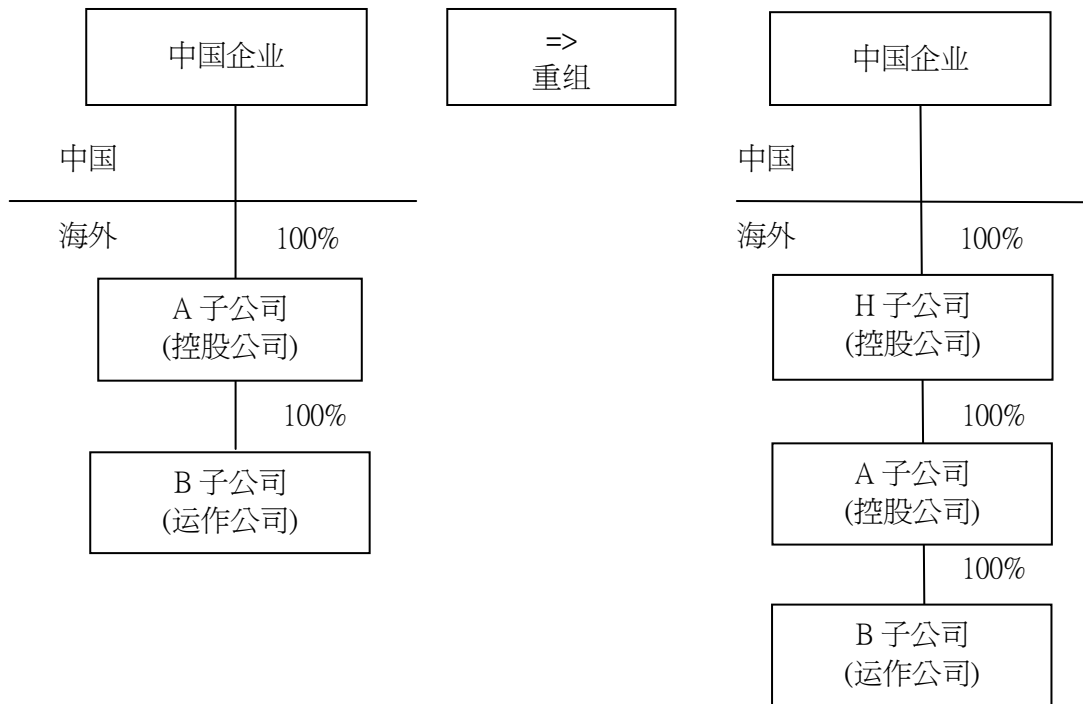 中国企业
中国
海外
100%
A 子公司
(控股公司)
100%
B 子公司
(运作公司)
=>
重组
中国企业
中国
海外
100%
H 子公司
(控股公司)
100%
A 子公司
(控股公司)
100%
B 子公司
(运作公司)